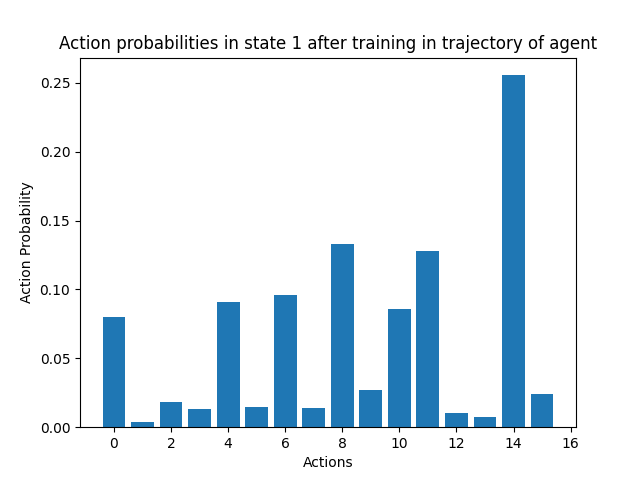 Action probabilities in state 1 after training in trajectory of agent
0.25
0.20
0.15
0.10
0.05
0.00
Action Probability
0 2 4 6 8 10 12 14 16
Actions